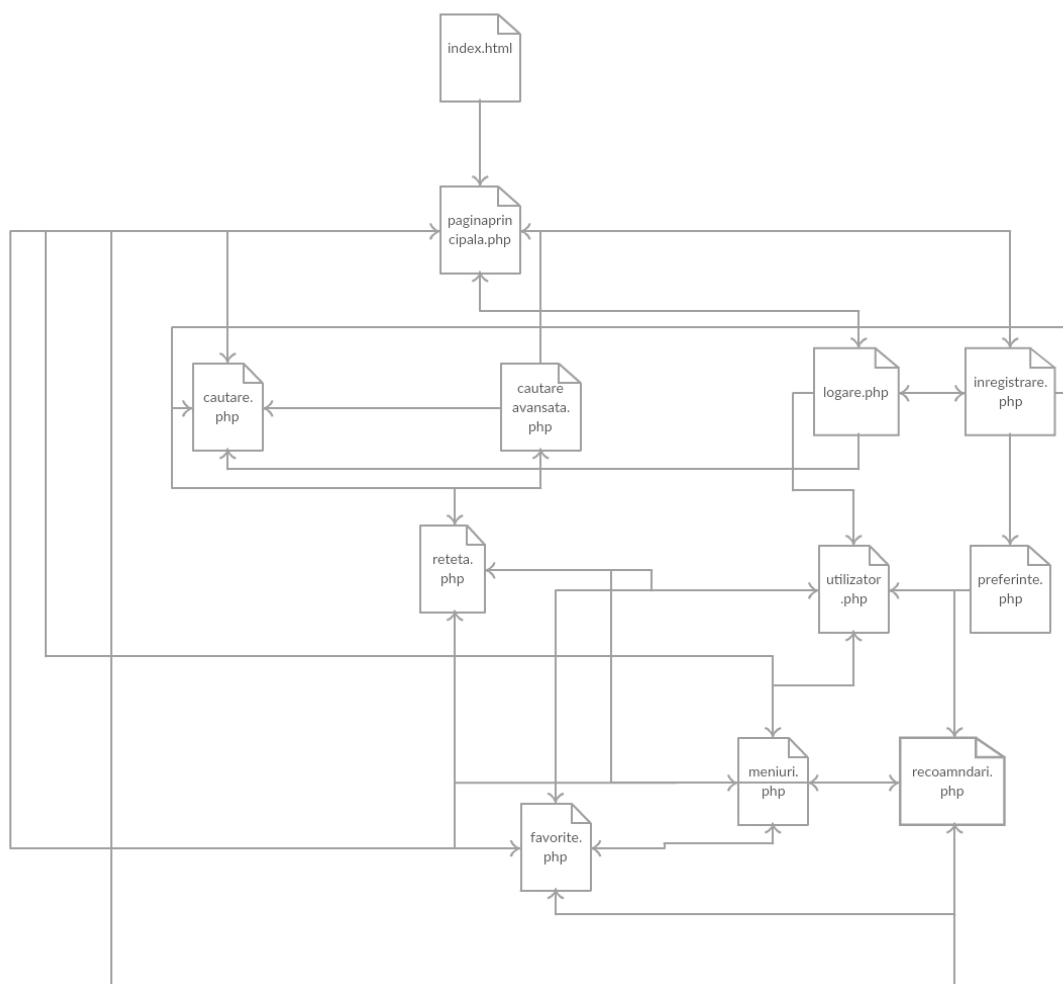 index.html
paginaprin
cipala.php
cautare.
php
cautare
avansata.
php
logare.php
inregistrare.
php
reteta.
php
utilizator
.php
preferinte.
php
meniuri.
php
recoamndari.
php
favorite.
php